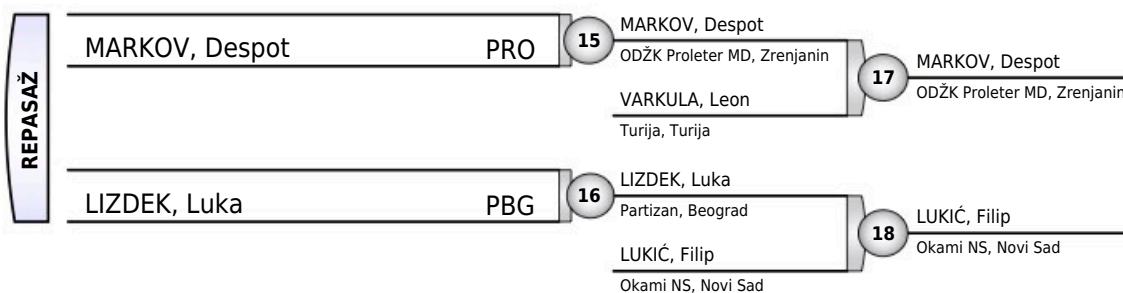 REPASAŽ
MARKOV, Despot PRO
15
MARKOV, Despot
ODŽK Proleter MD, Zrenjanin
VARKULA, Leon
Turija, Turija
17
MARKOV, Despot
ODŽK Proleter MD, Zrenjanin
LIZDEK, Luka PBG
16
LIZDEK, Luka
Partizan, Beograd
LUKIĆ, Filip
Okami NS, Novi Sad
18
LUKIĆ, Filip
Okami NS, Novi Sad